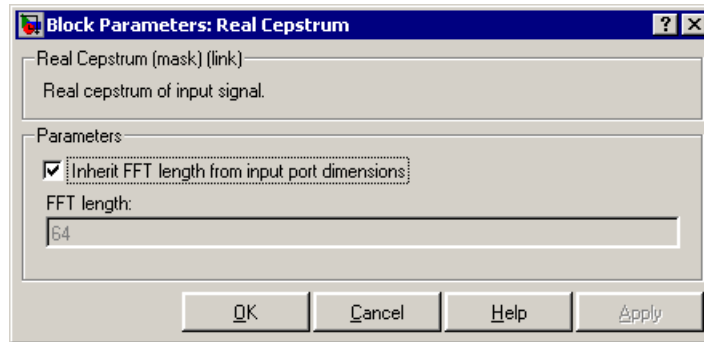 Block Parameters: Real Cepstrum
Real Cepstrum (mask) (link)
Real cepstrum of input signal.
Parameters
Inherit FFT length from input port dimensions
FFT length:
64
OK Cancel Help Apply